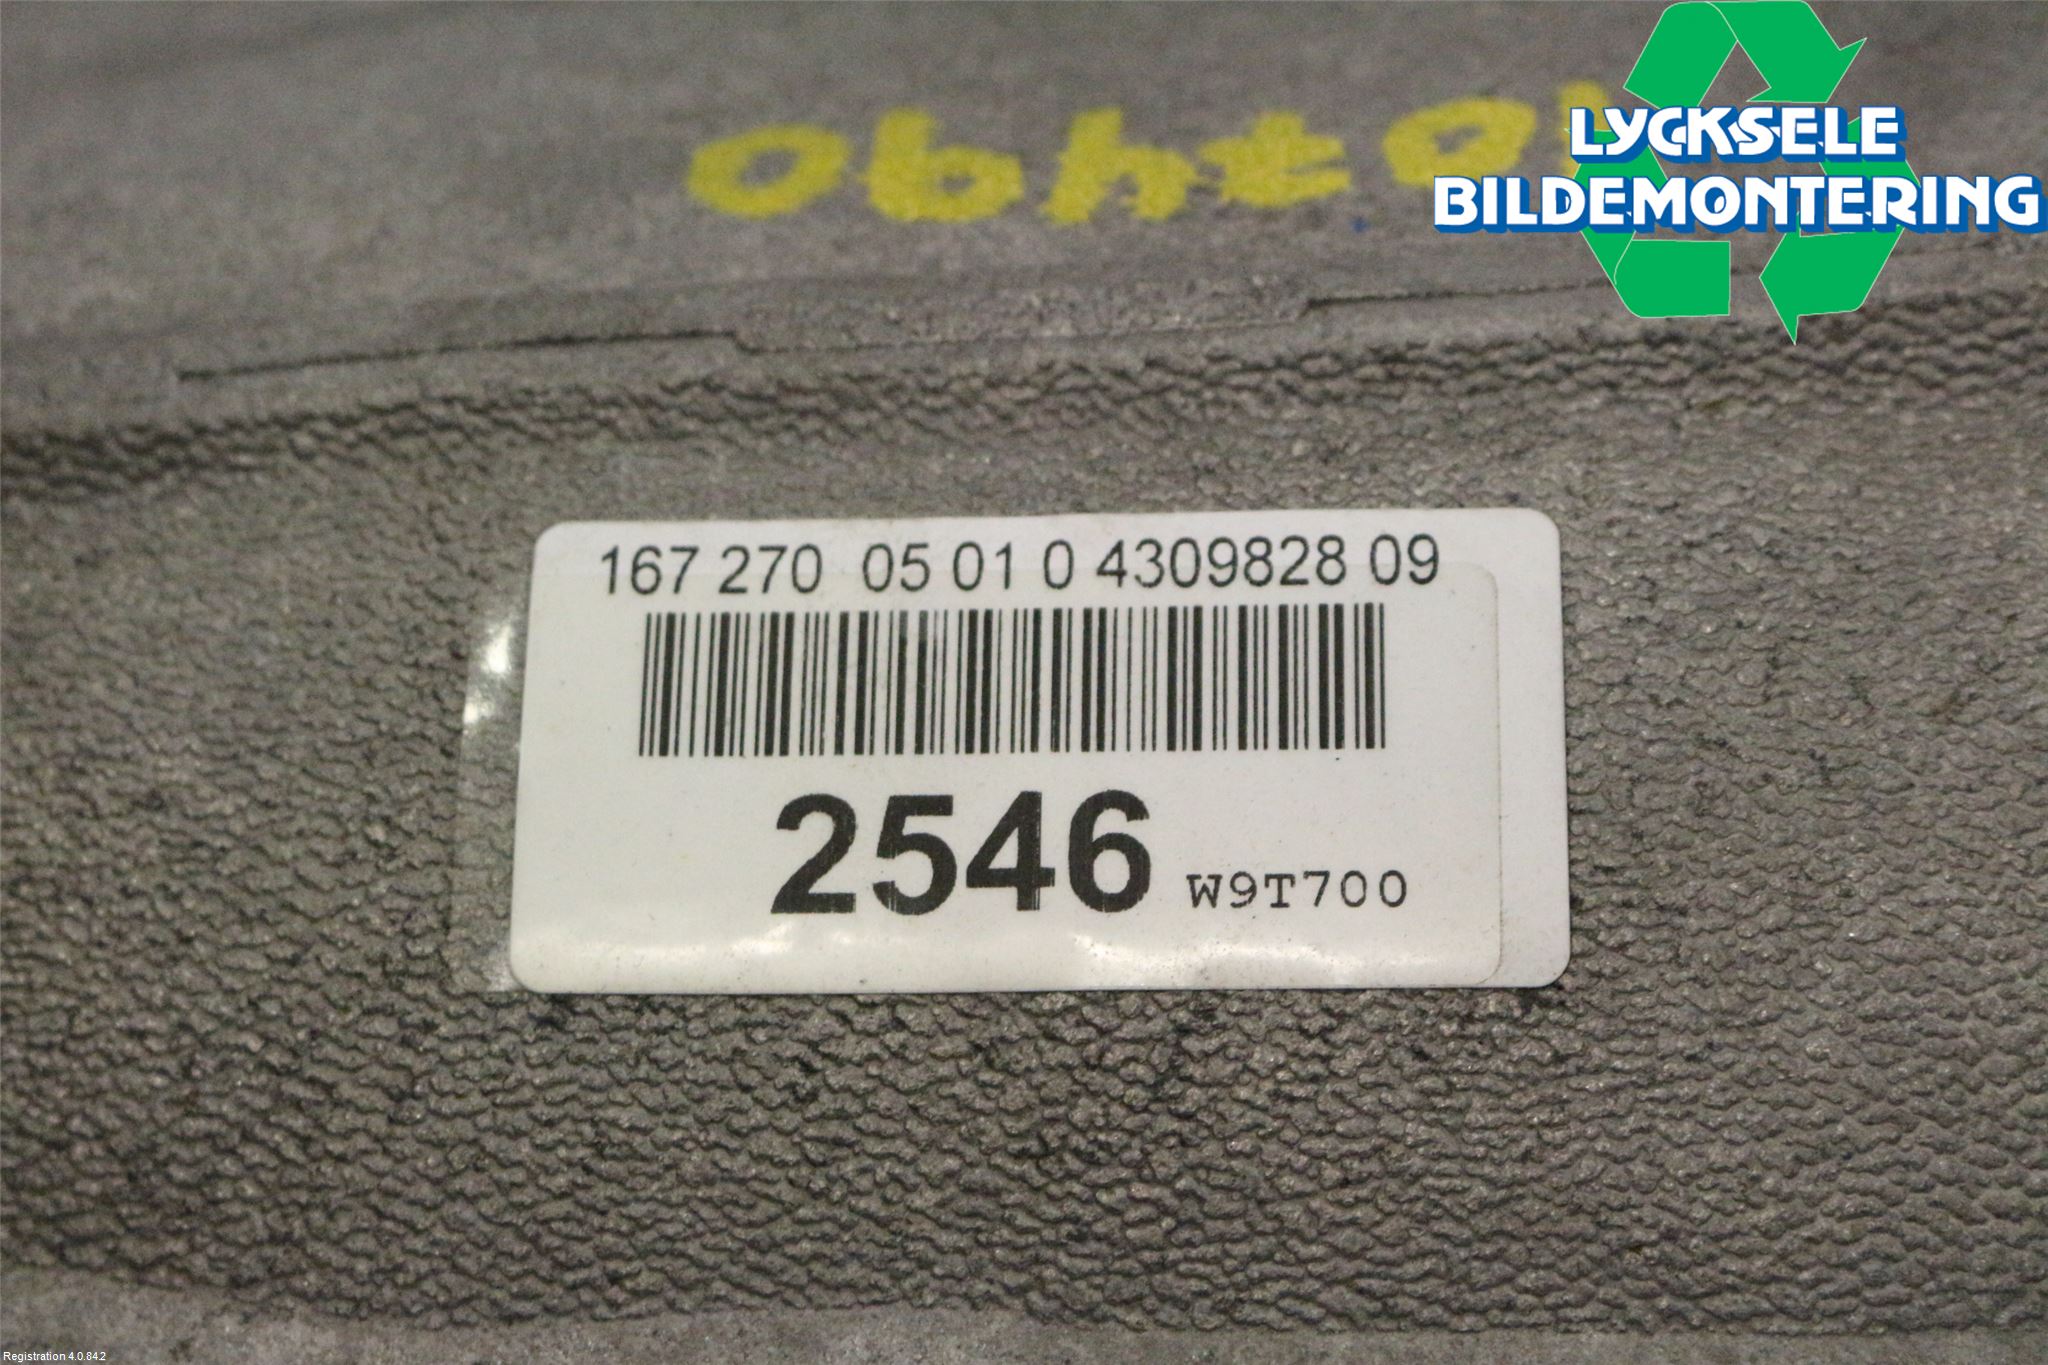 LYCKSELE
BILDEMONTERING
167 270 05 01 0 4309828 09
2546 W9T700
Registration 4.0.84.2